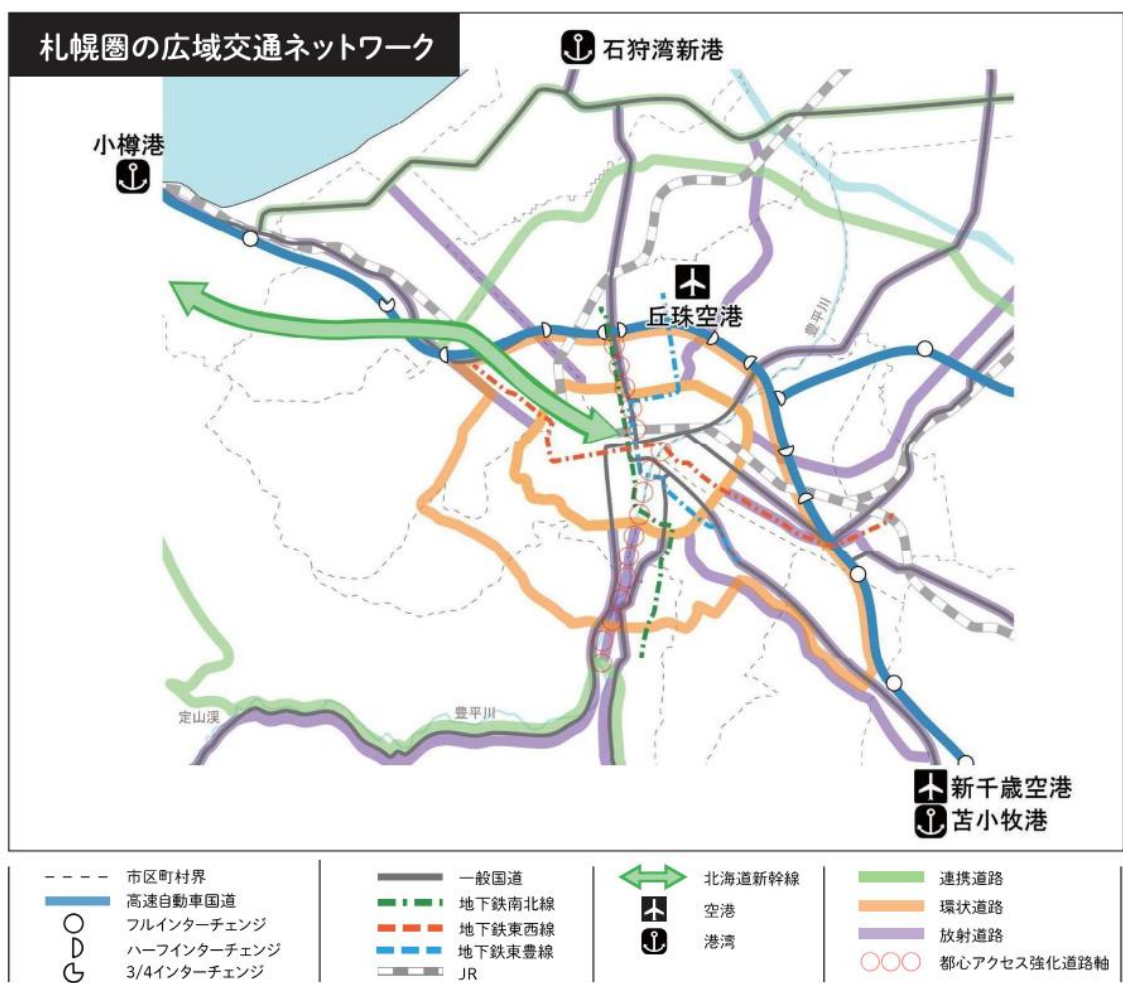 札幌圏の広域交通ネットワーク
石狩湾新港
小樽港
丘珠空港
豊平川
定山渓
豊平川
新千歳空港
苫小牧港
市区町村界
高速自動車国道
フルインターチェンジ
ハーフインターチェンジ
3/4インターチェンジ
一般国道
地下鉄南北線
地下鉄東西線
地下鉄東豊線
JR
北海道新幹線
空港
港湾
連携道路
環状道路
放射道路
都心アクセス強化道路軸